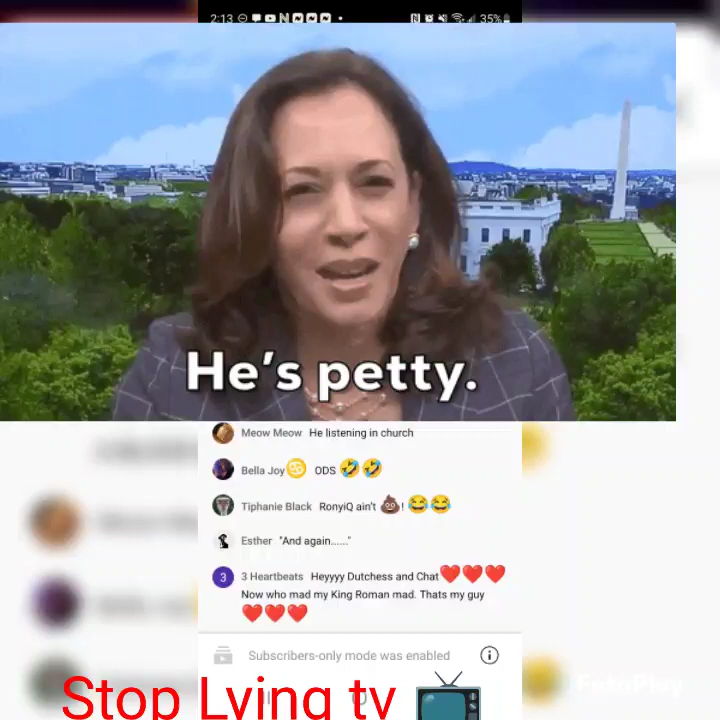 2:13
35%
He's petty.
Meow Meow He listening in church
Bella Joy♋ ODS 🤣🤣
Tiphanie Black RonyiQ ain't 💩! 😂😂
Esther "And again......"
3 3 Heartbeats Heyyyy Dutchess and Chat❤️❤️❤️
Now who mad my King Roman mad. Thats my guy
❤️❤️❤️
Subscribers-only mode was enabled
Stop Lying tv
FotoPlay